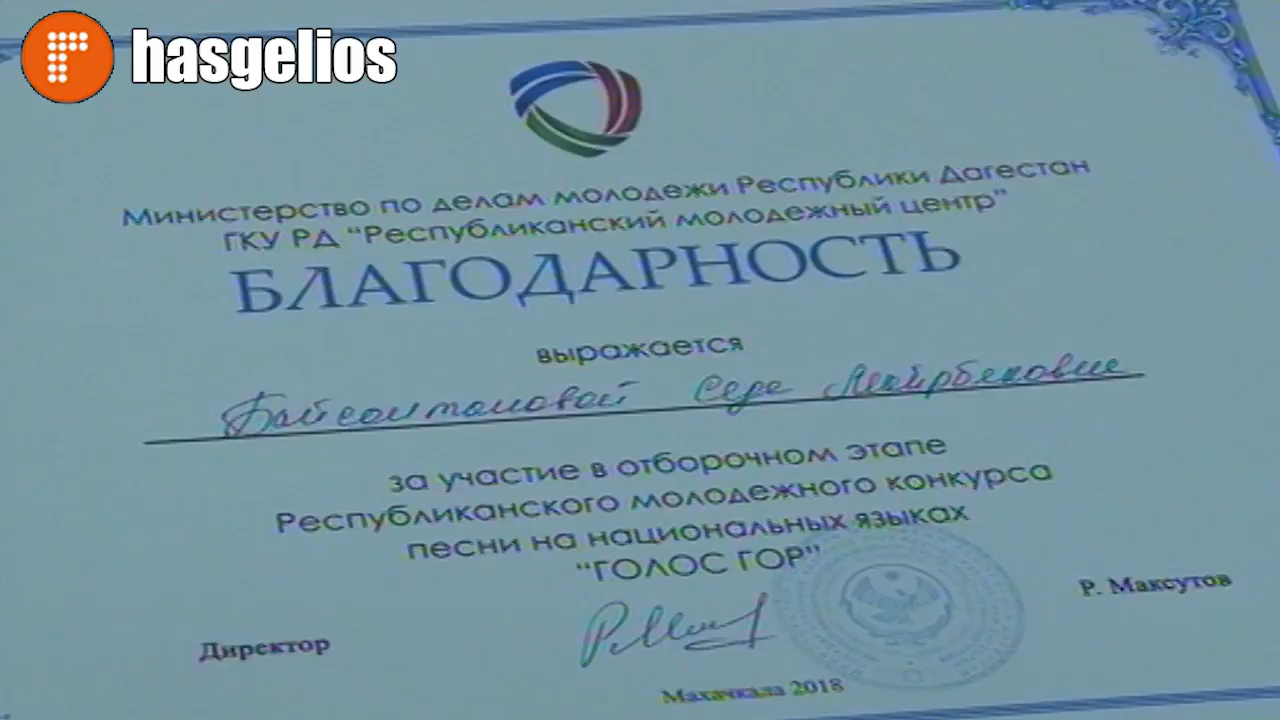 hasgelios
Министерство по делам молодежи Республики Дагестан
ГКУ РД “Республиканский молодежный центр”
БЛАГОДАРНОСТЬ
выражается
за участие в отборочном этапе
Республиканского молодежного конкурса
песни на национальных языках
“ГОЛОС ГОР”
Директор
Р. Максутов
Махачкала 2018